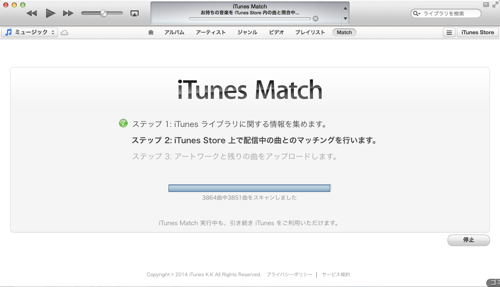 iTunes Match
お持ちの音楽を iTunes Store 内の曲と照合中...
ライブラリを検索
ミュージック
アルバム
アーティスト
ジャンル
ビデオ
プレイリスト
Match
iTunes Store
iTunes Match
ステップ 1: iTunes ライブラリに関する情報を集めます。
ステップ 2: iTunes Store 上で配信中の曲とのマッチングを行います。
ステップ 3: アートワークと残りの曲をアップロードします。
3864曲中3851曲をスキャンしました
iTunes Match 実行中も、引き続き iTunes をご利用いただけます。
停止
Copyright © 2014 iTunes K.K. All Rights Reserved. プライバシーポリシー | サービス規約